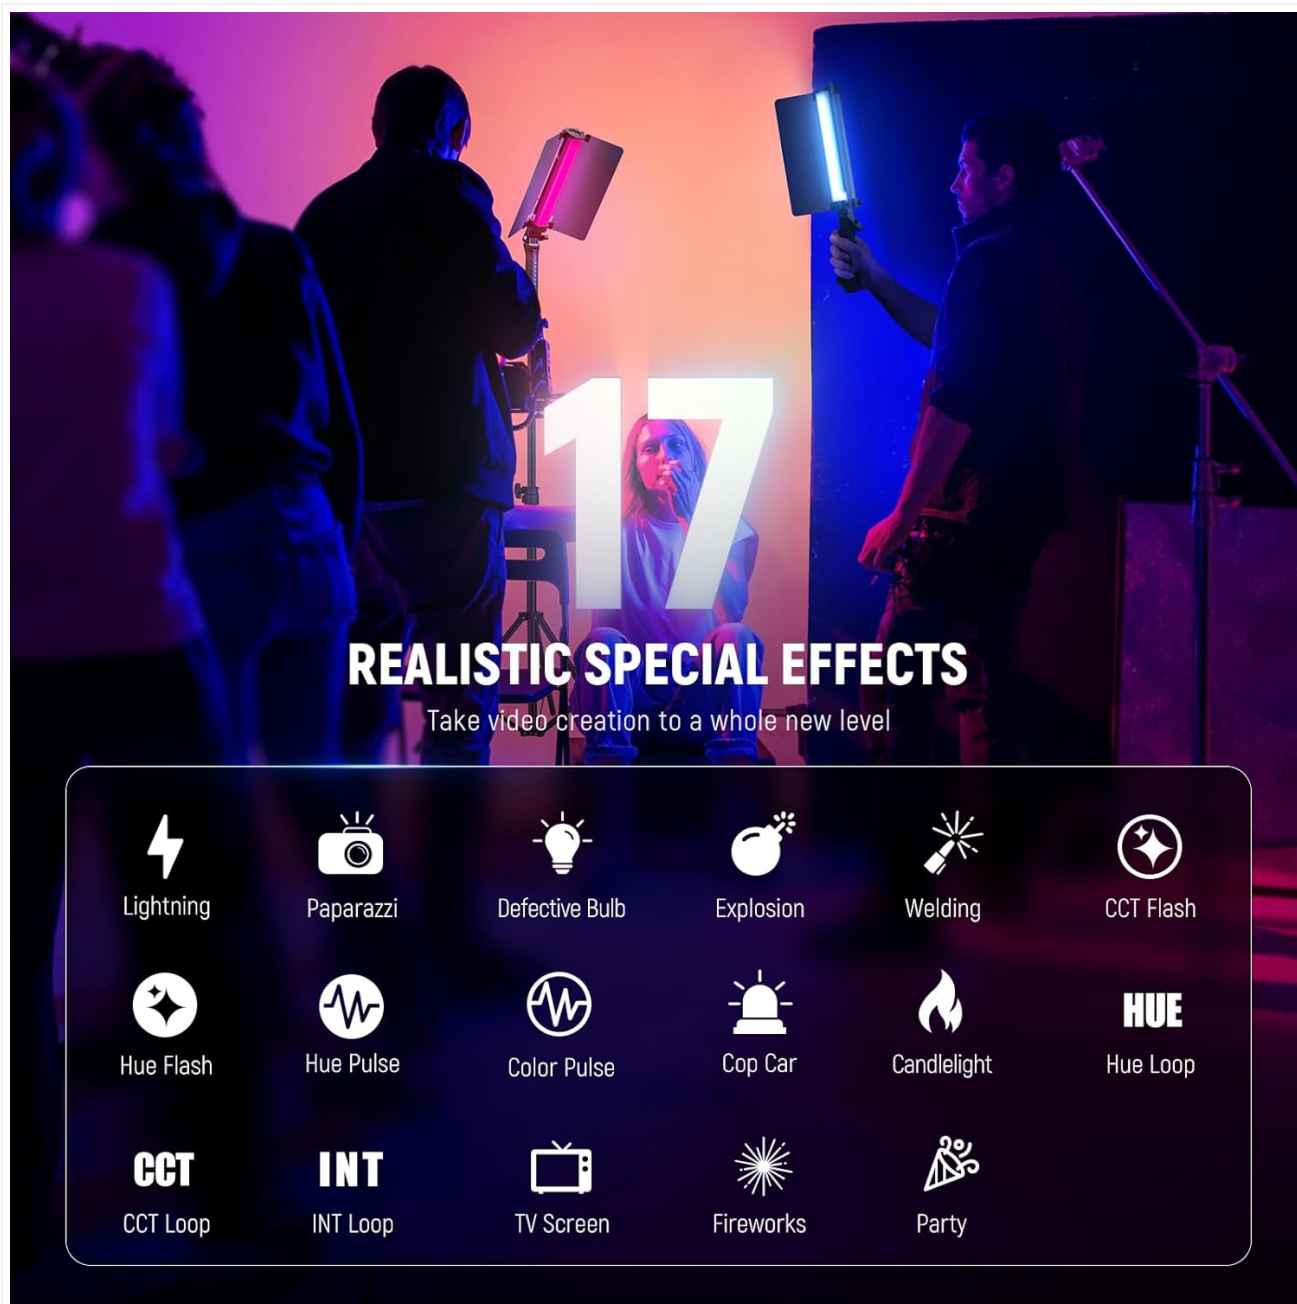 17
REALISTIC SPECIAL EFFECTS
Take video creation to a whole new level
Lightning
Paparazzi
Defective Bulb
Explosion
Welding
CCT Flash
Hue Flash
Hue Pulse
Color Pulse
Cop Car
Candlelight
HUE
Hue Loop
CCT
CCT Loop
INT
INT Loop
TV Screen
Fireworks
Party